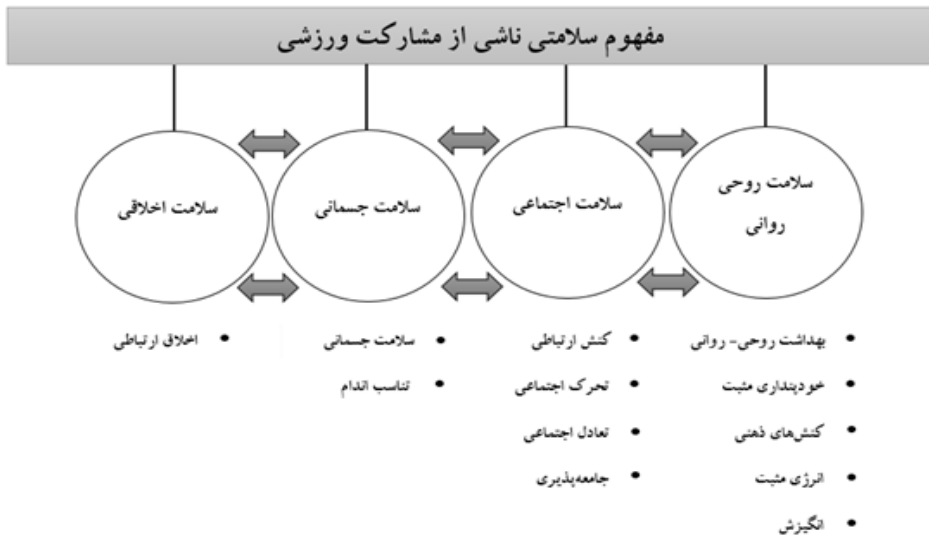 مفهوم سلامتی ناشی از مشارکت ورزشی
سلامت روحی
روانی
سلامت اجتماعی
سلامت جسمانی
سلامت اخلاقی
• بهداشت روحی- روانی
• خودپنداری مثبت
• کنش‌های ذهنی
• انرژی مثبت
• انگیزش
• کنش ارتباطی
• تحرک اجتماعی
• تعادل اجتماعی
• جامعه‌پذیری
• سلامت جسمانی
• تناسب اندام
• اخلاق ارتباطی